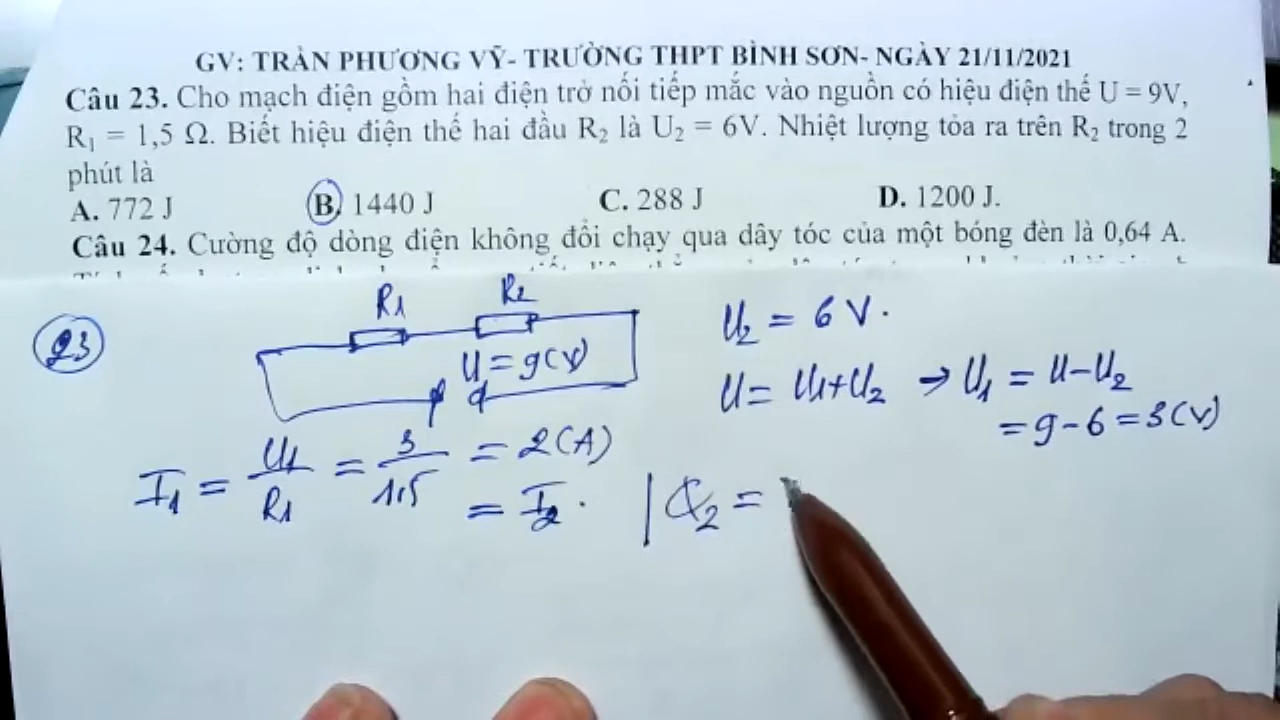 GV: TRẦN PHƯƠNG VỸ- TRƯỜNG THPT BÌNH SƠN- NGÀY 21/11/2021
Câu 23. Cho mạch điện gồm hai điện trở nối tiếp mắc vào nguồn có hiệu điện thế U = 9V,
R₁ = 1,5 Ω. Biết hiệu điện thế hai đầu R₂ là U₂ = 6V. Nhiệt lượng tỏa ra trên R₂ trong 2
phút là
A. 772 J B. 1440 J C. 288 J D. 1200 J.
Câu 24. Cường độ dòng điện không đổi chạy qua dây tóc của một bóng đèn là 0,64 A.
23
R1 R2
U = 9(V)
U₂ = 6V.
U = U1+U₂ → U₁ = U-U₂
= 9-6 = 3(V)
I₁ = U1/R1 = 3/1,5 = 2(A)
= I₂.
| Q₂ =